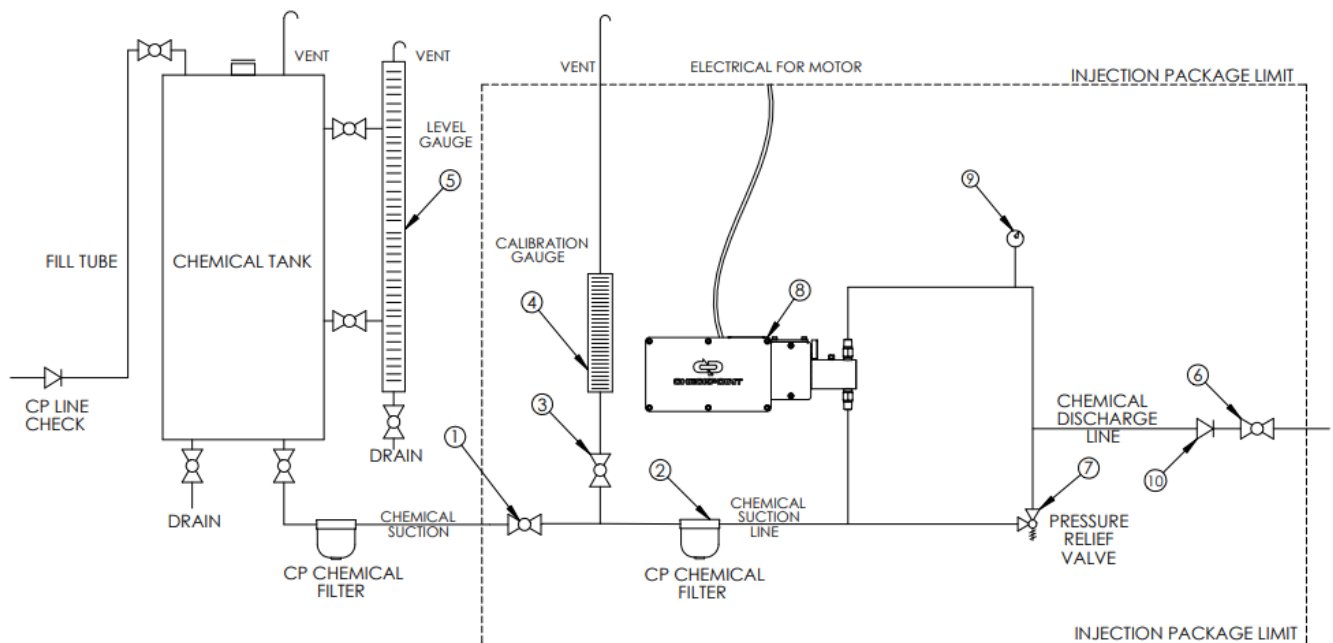 VENT
VENT
VENT
ELECTRICAL FOR MOTOR
INJECTION PACKAGE LIMIT
LEVEL
GAUGE
5
9
CALIBRATION
GAUGE
FILL TUBE
CHEMICAL TANK
4
8
CHECKPOINT
6
CP LINE
CHECK
CHEMICAL
DISCHARGE
LINE
1
3
DRAIN
2
7
10
DRAIN
CHEMICAL
SUCTION
CHEMICAL
SUCTION
LINE
PRESSURE
RELIEF
VALVE
CP CHEMICAL
FILTER
CP CHEMICAL
FILTER
INJECTION PACKAGE LIMIT